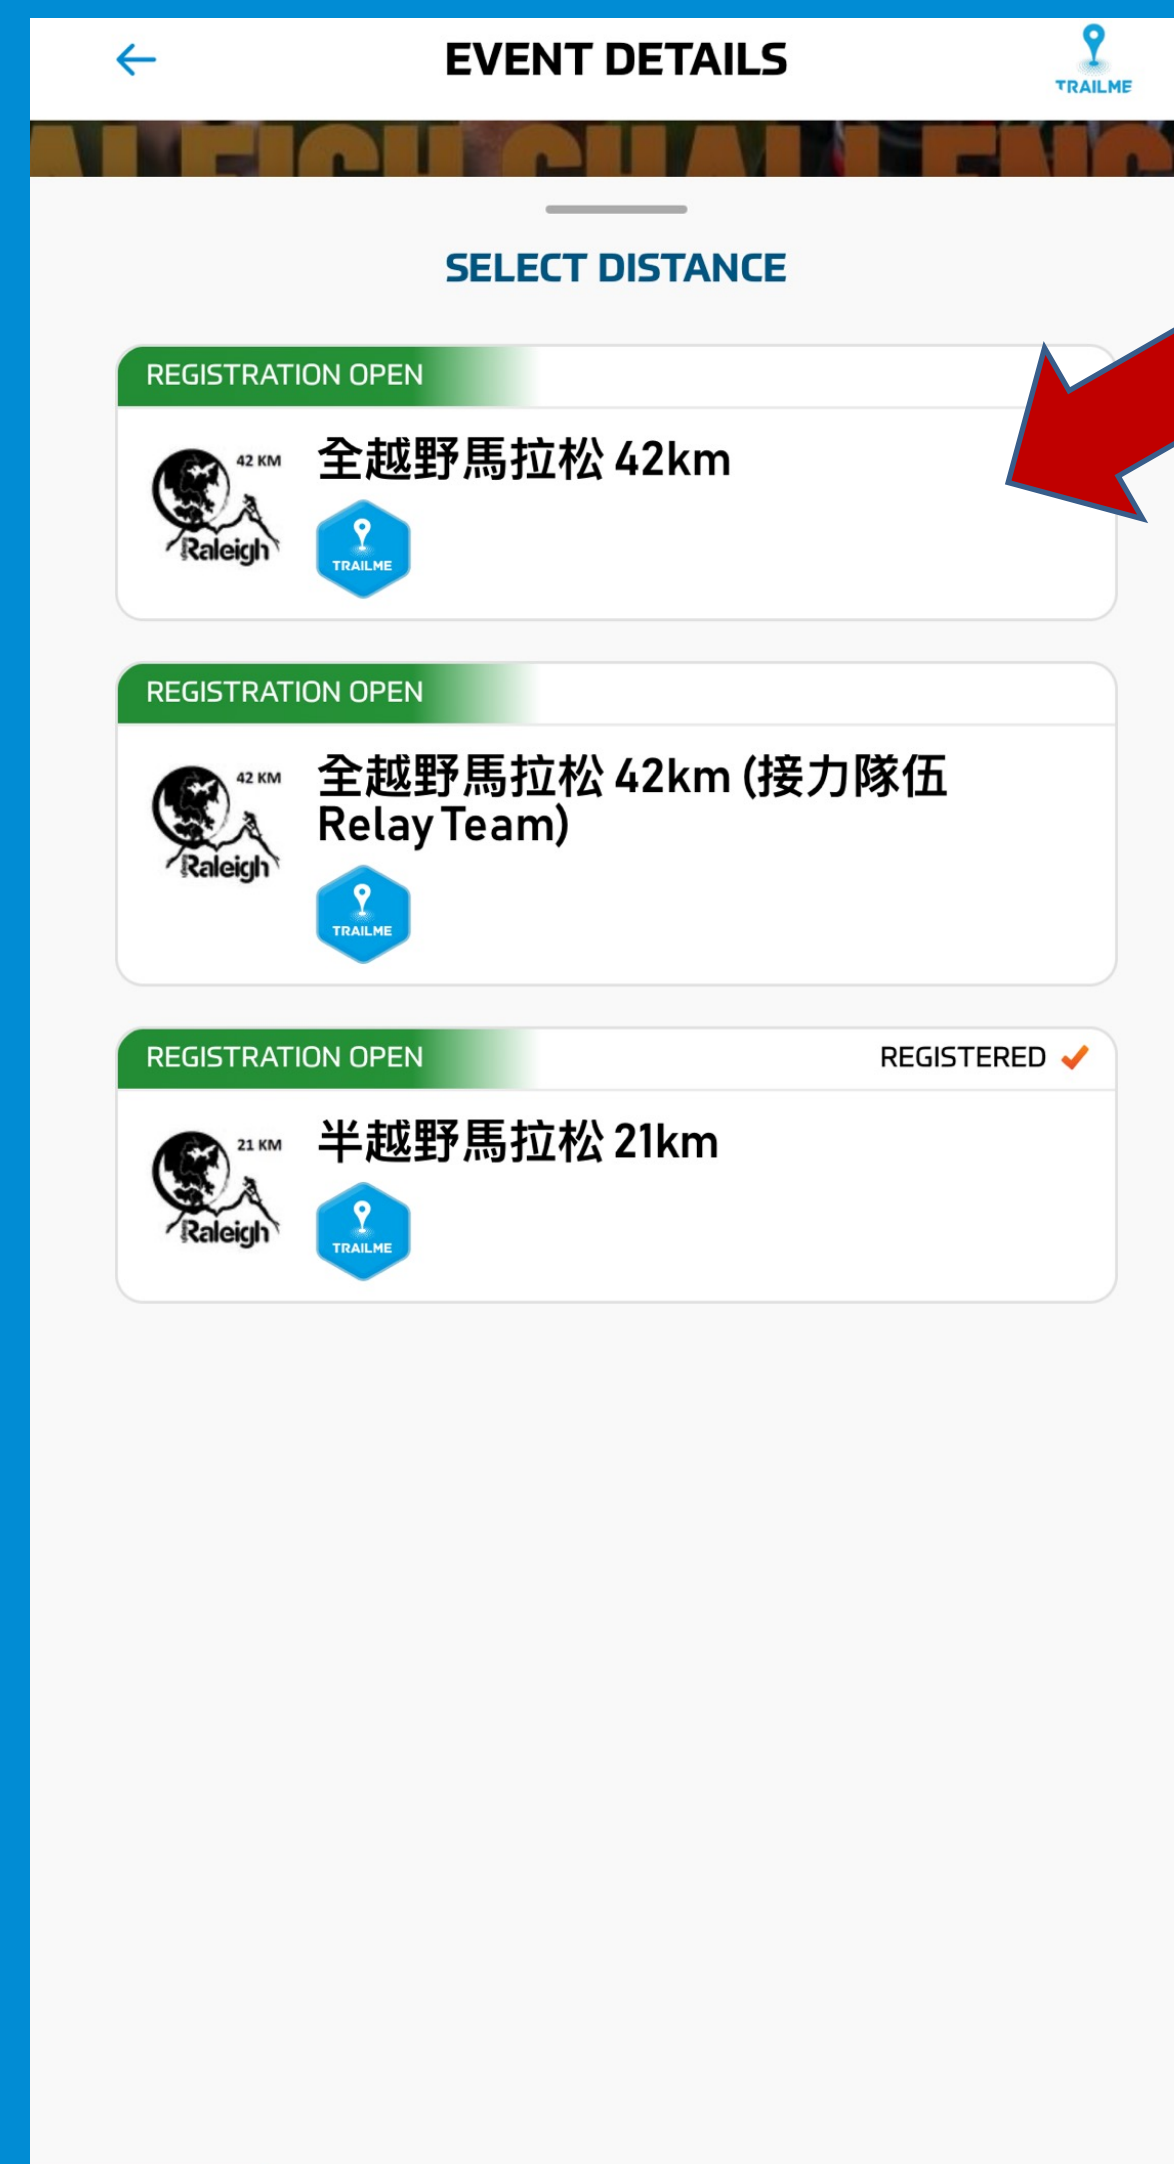 EVENT DETAILS
TRAILME
ALEIGH CHALLENG
SELECT DISTANCE
REGISTRATION OPEN
42 KM
Raleigh
全越野馬拉松 42km
TRAILME
REGISTRATION OPEN
42 KM
Raleigh
全越野馬拉松 42km (接力隊伍
Relay Team)
TRAILME
REGISTRATION OPEN
REGISTERED
21 KM
Raleigh
半越野馬拉松 21km
TRAILME